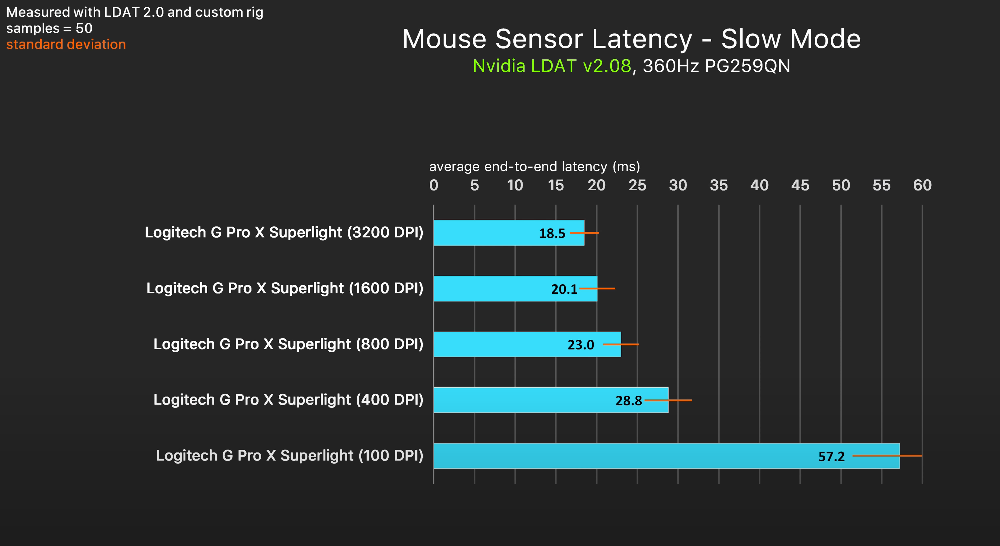 Measured with LDAT 2.0 and custom rig
samples = 50
standard deviation
Mouse Sensor Latency - Slow Mode
Nvidia LDAT v2.08, 360Hz PG259QN
average end-to-end latency (ms)
0 5 10 15 20 25 30 35 40 45 50 55 60
Logitech G Pro X Superlight (3200 DPI) 18.5
Logitech G Pro X Superlight (1600 DPI) 20.1
Logitech G Pro X Superlight (800 DPI) 23.0
Logitech G Pro X Superlight (400 DPI) 28.8
Logitech G Pro X Superlight (100 DPI) 57.2